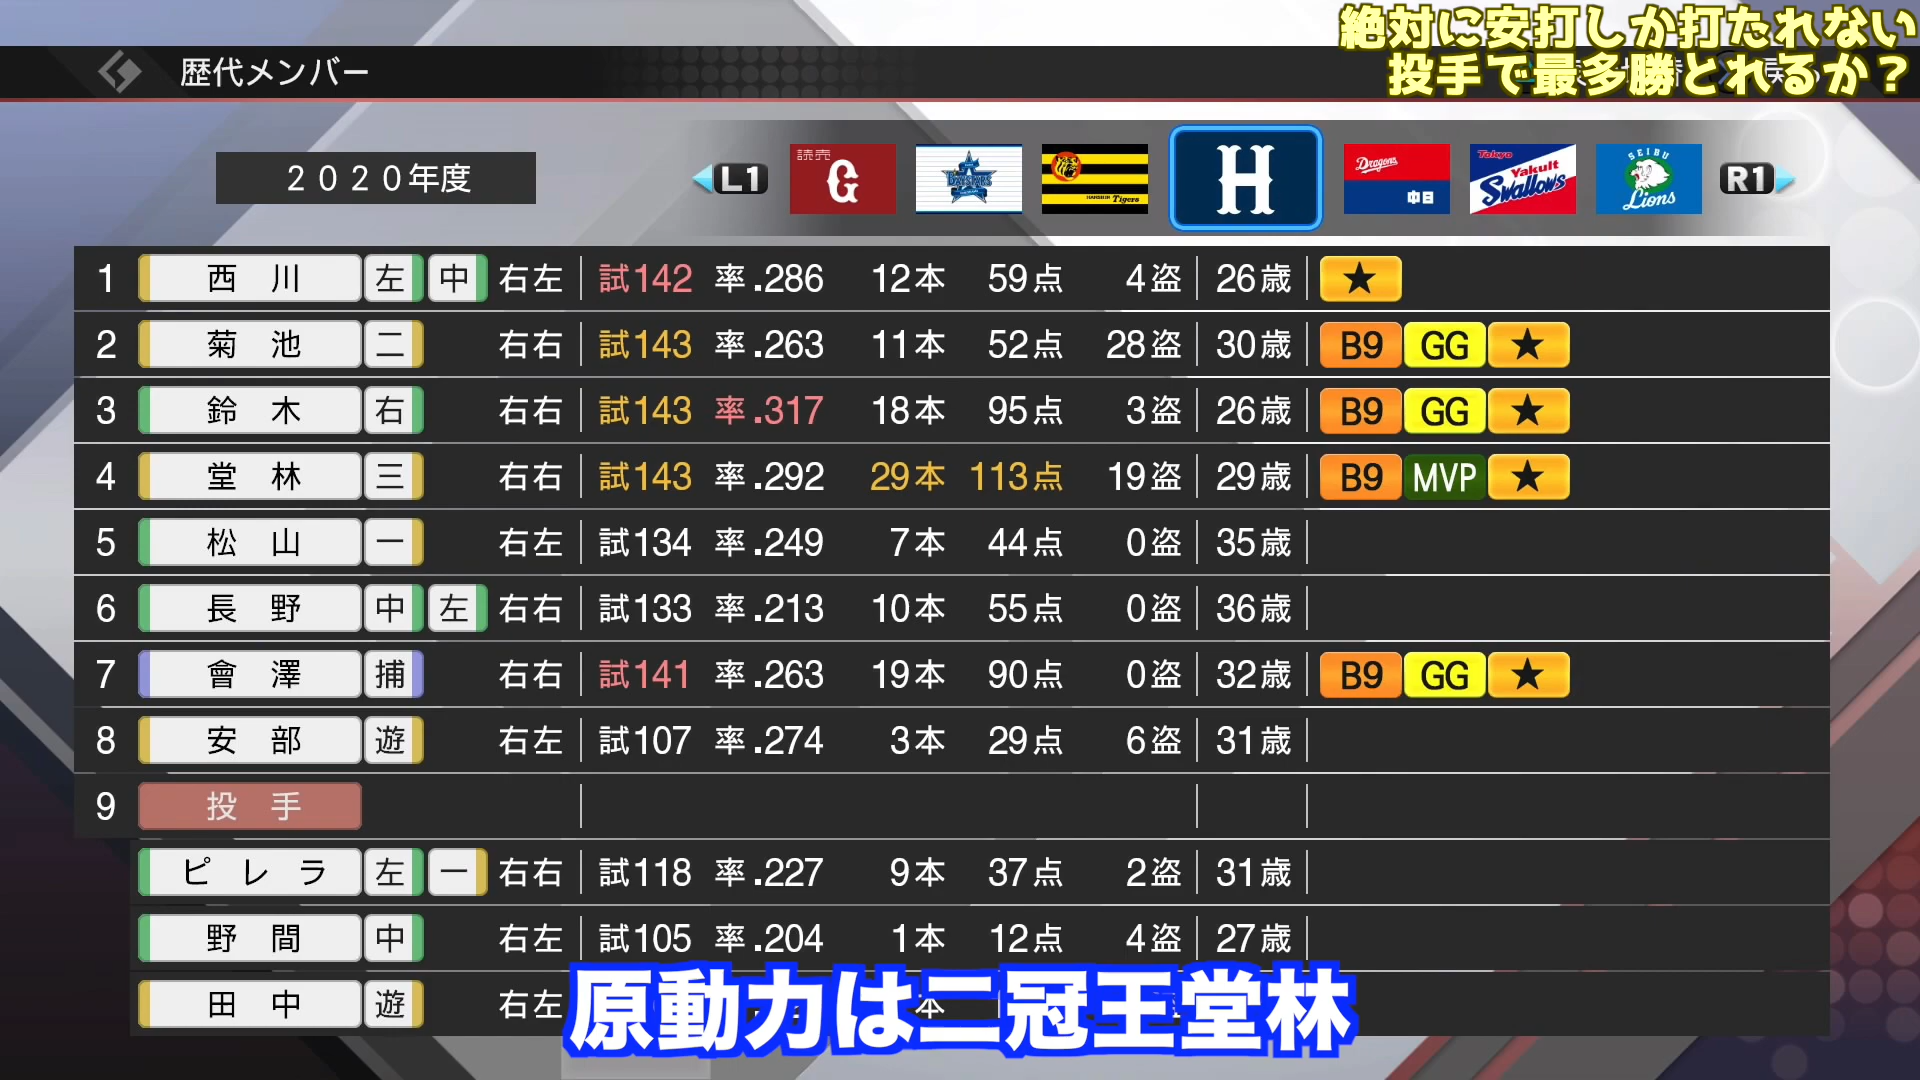 絶対に安打しか打たれない
投手で最多勝とれるか？
歴代メンバー
2020年度
L1
読売 G
BAYSTARS
HANSHIN Tigers
H
Dragons 中日
Tokyo Yakult Swallows
SEIBU Lions
R1
1 西川 左 中 右左 試142 率.286 12本 59点 4盗 26歳 ★
2 菊池 二 右右 試143 率.263 11本 52点 28盗 30歳 B9 GG ★
3 鈴木 右 右右 試143 率.317 18本 95点 3盗 26歳 B9 GG ★
4 堂林 三 右右 試143 率.292 29本 113点 19盗 29歳 B9 MVP ★
5 松山 一 右左 試134 率.249 7本 44点 0盗 35歳
6 長野 中 左 右右 試133 率.213 10本 55点 0盗 36歳
7 會澤 捕 右右 試141 率.263 19本 90点 0盗 32歳 B9 GG ★
8 安部 遊 右左 試107 率.274 3本 29点 6盗 31歳
9 投手
ピレラ 左 一 右右 試118 率.227 9本 37点 2盗 31歳
野間 中 右左 試105 率.204 1本 12点 4盗 27歳
田中 遊 右左 本
原動力は二冠王堂林